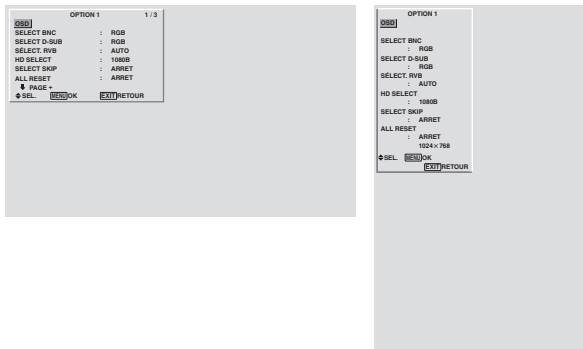 OPTION 1 1 / 3
OSD
SELECT BNC : RGB
SELECT D-SUB : RGB
SÉLECT. RVB : AUTO
HD SELECT : 1080B
SELECT SKIP : ARRET
ALL RESET : ARRET
PAGE +
SEL. MENU OK EXIT RETOUR
OPTION 1
OSD
SELECT BNC
: RGB
SELECT D-SUB
: RGB
SÉLECT. RVB
: AUTO
HD SELECT
: 1080B
SELECT SKIP
: ARRET
ALL RESET
: ARRET
1024×768
SEL. MENU OK
EXIT RETOUR